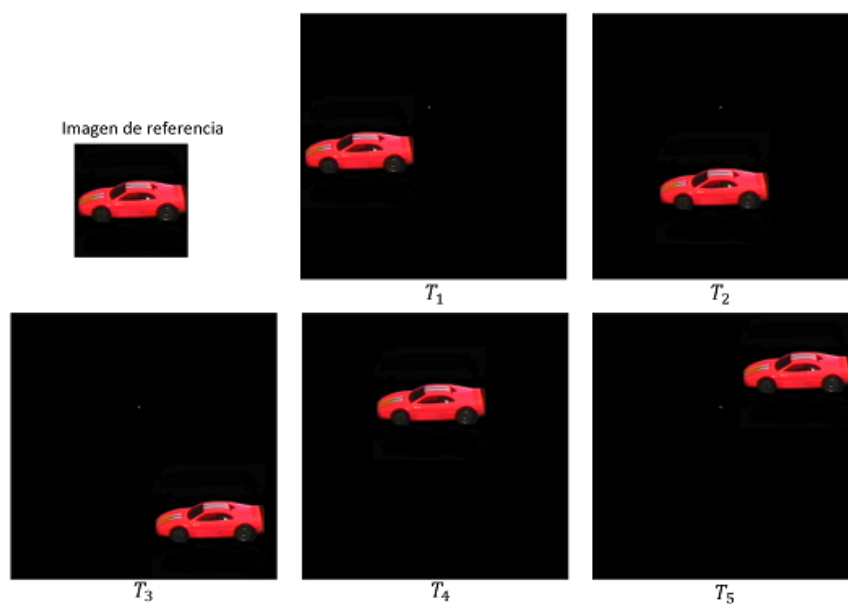 Imagen de referencia
T₁
T₂
T₃
T₄
T₅